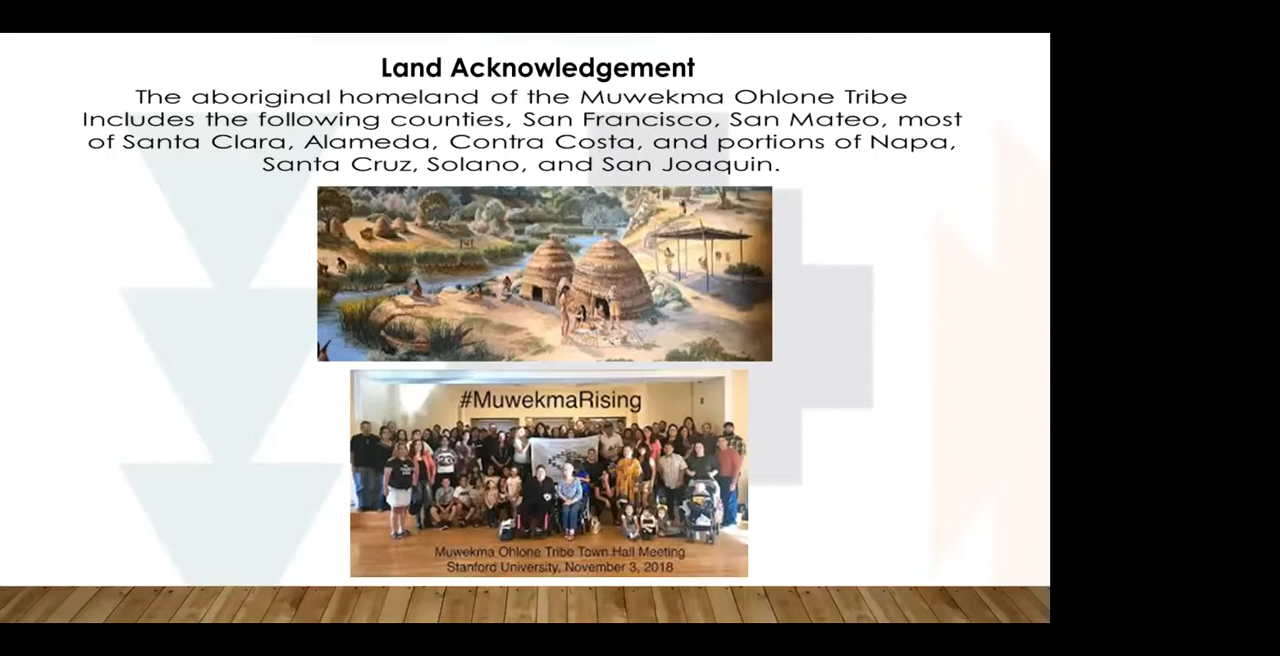 Land Acknowledgement
The aboriginal homeland of the Muwekma Ohlone Tribe
Includes the following counties, San Francisco, San Mateo, most
of Santa Clara, Alameda, Contra Costa, and portions of Napa,
Santa Cruz, Solano, and San Joaquin.
#MuwekmaRising
Muwekma Ohlone Tribe Town Hall Meeting
Stanford University, November 3, 2018